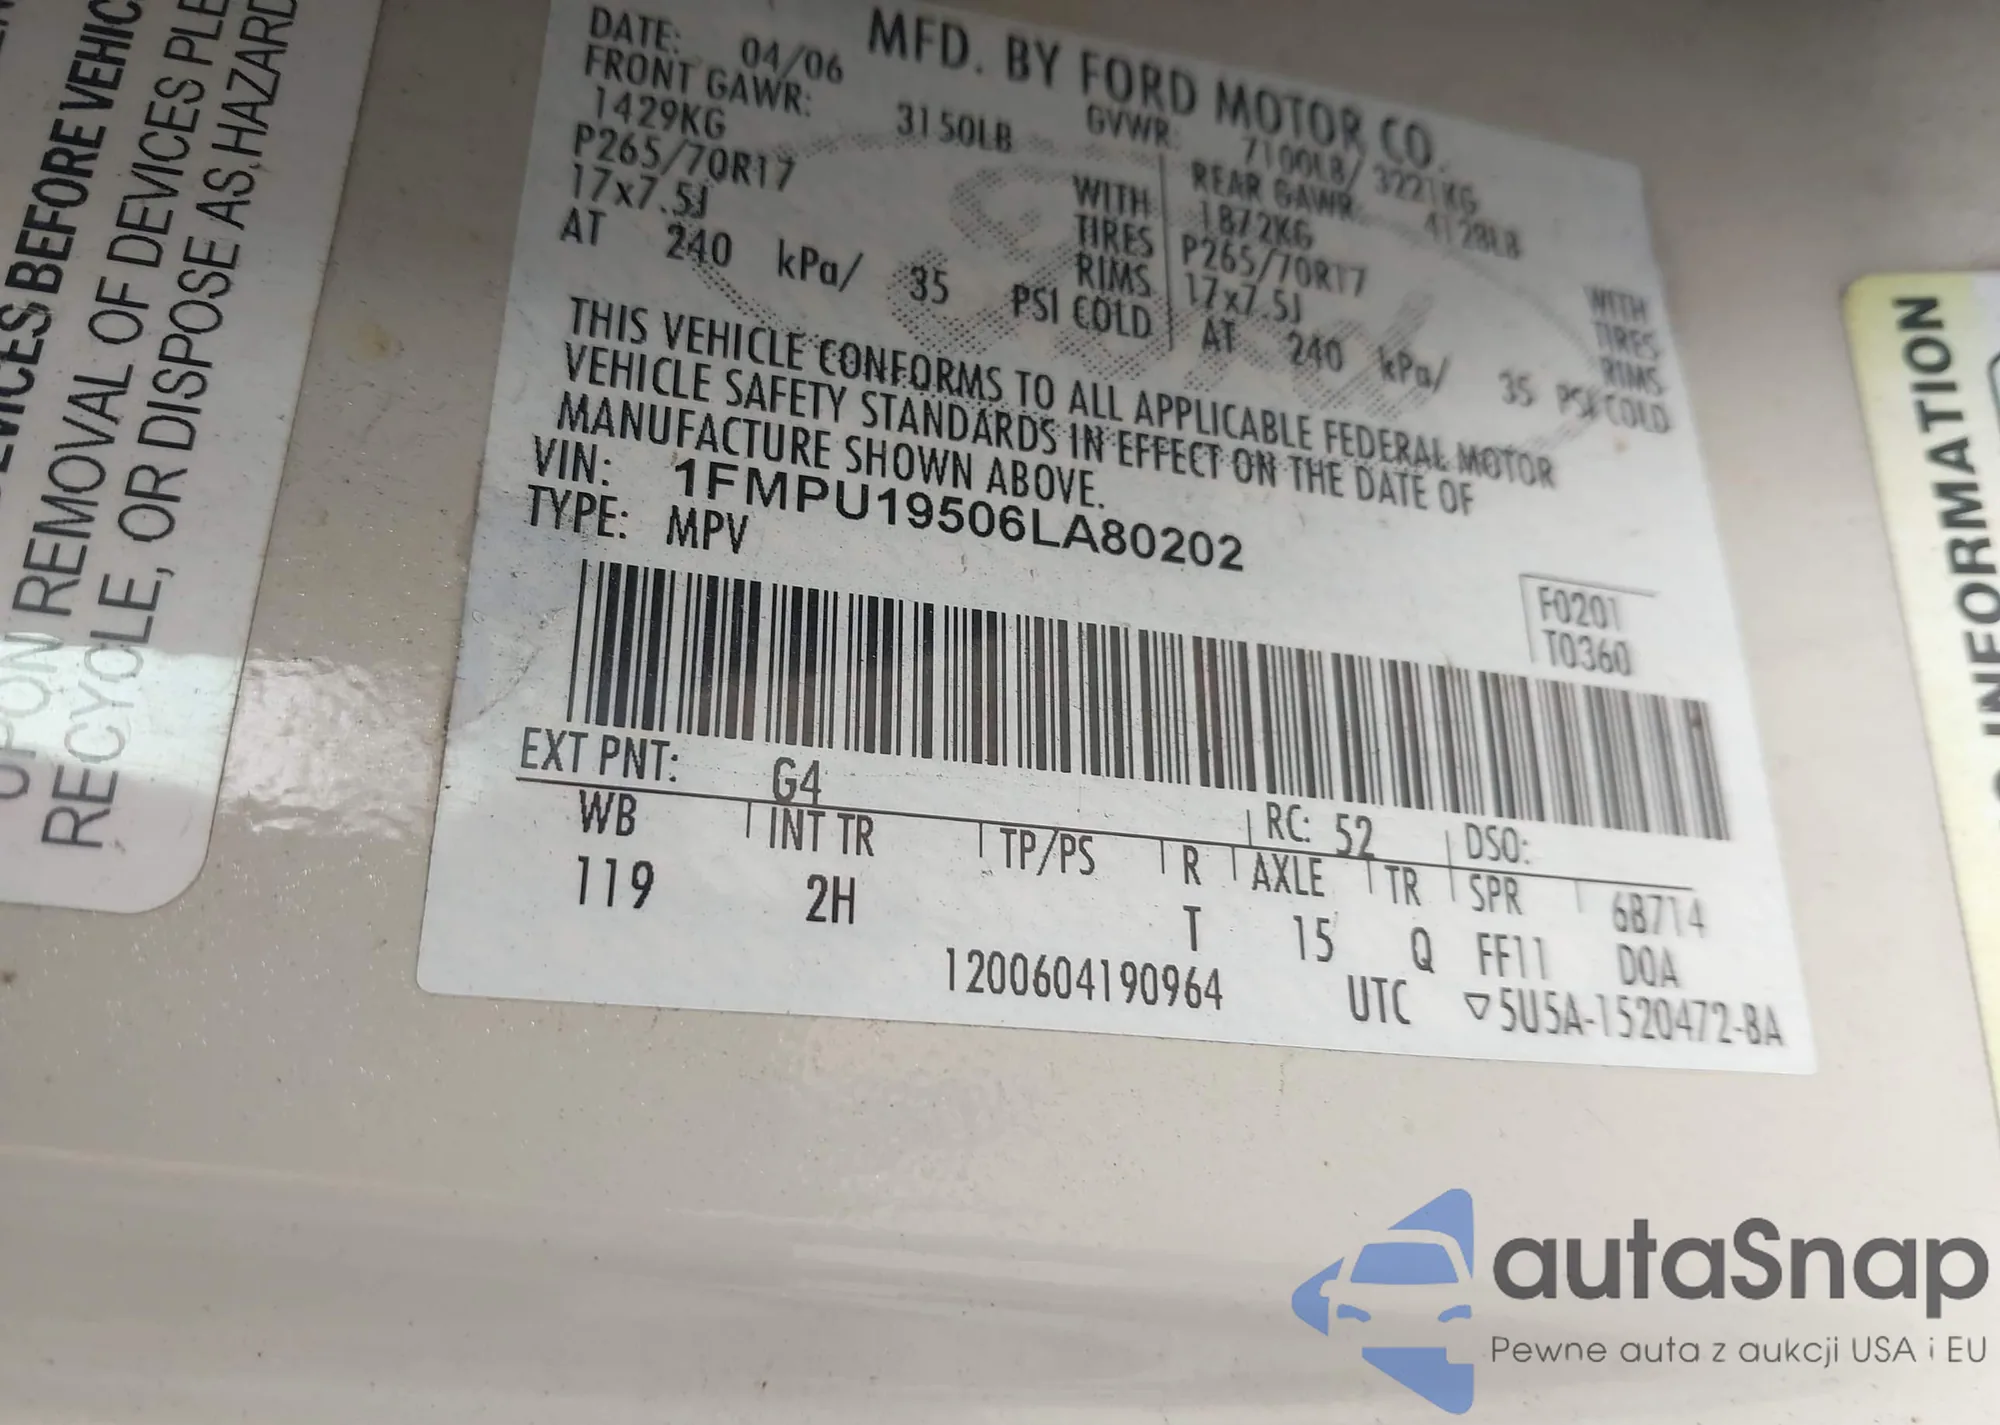 VICES BEFORE VEHIC
UPON REMOVAL OF DEVICES PLE
RECYCLE, OR DISPOSE AS HAZARD
MFD. BY FORD MOTOR CO.
DATE: 04/06 GVWR: 7100LB/ 3221KG
FRONT GAWR: 3150LB REAR GAWR: 4128LB
1429KG WITH 1872KG WITH
P265/70R17 TIRES P265/70R17 TIRES
17x7.5J RIMS 17x7.5J RIMS
AT 240 kPa/ 35 PSI COLD AT 240 kPa/ 35 PSI COLD
THIS VEHICLE CONFORMS TO ALL APPLICABLE FEDERAL MOTOR
VEHICLE SAFETY STANDARDS IN EFFECT ON THE DATE OF
MANUFACTURE SHOWN ABOVE.
VIN: 1FMPU19506LA80202
TYPE: MPV
F0201
T0360
EXT PNT: G4 RC: 52 DSO:
WB INT TR TP/PS R AXLE TR SPR 6B714
119 2H T 15 Q FF11 DQA
1200604190964 UTC ▽5U5A-1520472-BA
INFORMATION
autaSnap
Pewne auta z aukcji USA i EU